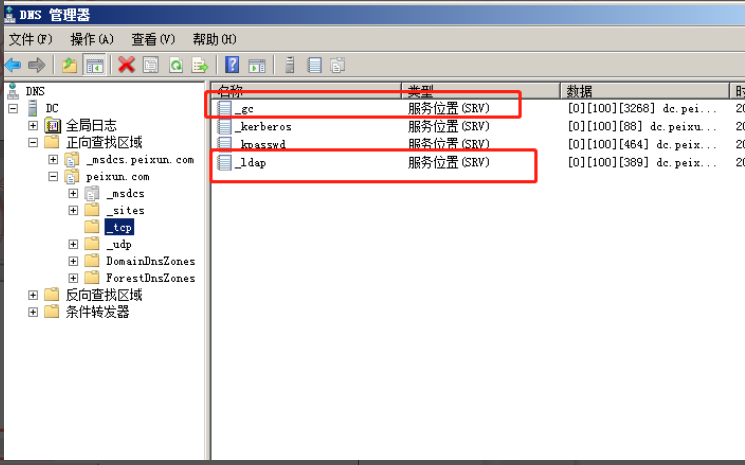 DNS 管理器
文件(F) 操作(A) 查看(V) 帮助(H)
DNS
DC
全局日志
正向查找区域
_msdcs.peixun.com
peixun.com
_msdcs
_sites
_tcp
_udp
DomainDnsZones
ForestDnsZones
反向查找区域
条件转发器
名称 类型 数据 时
_gc 服务位置(SRV) [0][100][3268] dc.pei... 20
_kerberos 服务位置(SRV) [0][100][88] dc.peixu... 20
_kpasswd 服务位置(SRV) [0][100][464] dc.peix... 20
_ldap 服务位置(SRV) [0][100][389] dc.peix... 20